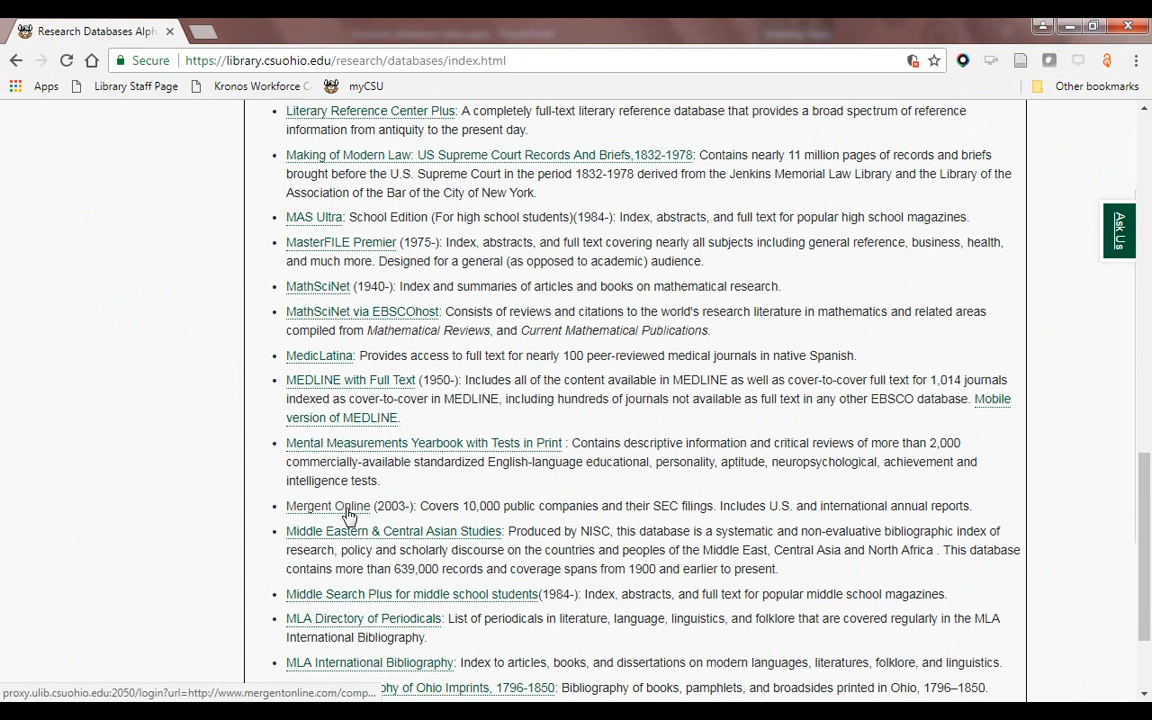 Research Databases Alph
Secure https://library.csuohio.edu/research/databases/index.html
Apps Library Staff Page Kronos Workforce C myCSU Other bookmarks
Literary Reference Center Plus: A completely full-text literary reference database that provides a broad spectrum of reference
information from antiquity to the present day.
Making of Modern Law: US Supreme Court Records And Briefs,1832-1978: Contains nearly 11 million pages of records and briefs
brought before the U.S. Supreme Court in the period 1832-1978 derived from the Jenkins Memorial Law Library and the Library of the
Association of the Bar of the City of New York.
MAS Ultra: School Edition (For high school students)(1984-): Index, abstracts, and full text for popular high school magazines.
MasterFILE Premier (1975-): Index, abstracts, and full text covering nearly all subjects including general reference, business, health,
and much more. Designed for a general (as opposed to academic) audience.
MathSciNet (1940-): Index and summaries of articles and books on mathematical research.
MathSciNet via EBSCOhost: Consists of reviews and citations to the world's research literature in mathematics and related areas
compiled from Mathematical Reviews, and Current Mathematical Publications.
MedicLatina: Provides access to full text for nearly 100 peer-reviewed medical journals in native Spanish.
MEDLINE with Full Text (1950-): Includes all of the content available in MEDLINE as well as cover-to-cover full text for 1,014 journals
indexed as cover-to-cover in MEDLINE, including hundreds of journals not available as full text in any other EBSCO database. Mobile
version of MEDLINE.
Mental Measurements Yearbook with Tests in Print : Contains descriptive information and critical reviews of more than 2,000
commercially-available standardized English-language educational, personality, aptitude, neuropsychological, achievement and
intelligence tests.
Mergent Online (2003-): Covers 10,000 public companies and their SEC filings. Includes U.S. and international annual reports.
Middle Eastern & Central Asian Studies: Produced by NISC, this database is a systematic and non-evaluative bibliographic index of
research, policy and scholarly discourse on the countries and peoples of the Middle East, Central Asia and North Africa . This database
contains more than 639,000 records and coverage spans from 1900 and earlier to present.
Middle Search Plus for middle school students(1984-): Index, abstracts, and full text for popular middle school magazines.
MLA Directory of Periodicals: List of periodicals in literature, language, linguistics, and folklore that are covered regularly in the MLA
International Bibliography.
MLA International Bibliography: Index to articles, books, and dissertations on modern languages, literatures, folklore, and linguistics.
phy of Ohio Imprints, 1796-1850: Bibliography of books, pamphlets, and broadsides printed in Ohio, 1796–1850.
proxy.ulib.csuohio.edu:2050/login?url=http://www.mergentonline.com/comp...
Ask Us